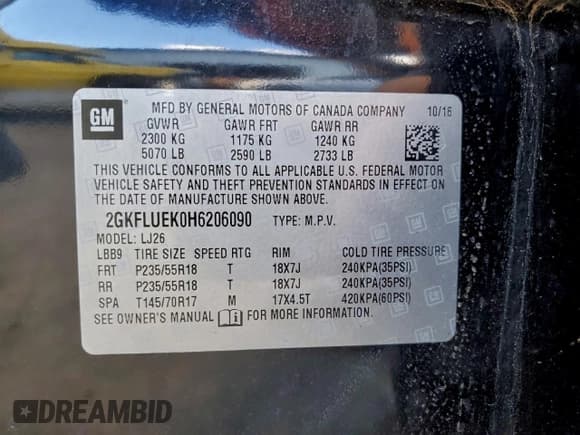 GM
MFD BY GENERAL MOTORS OF CANADA COMPANY 10/16
GVWR GAWR FRT GAWR RR
2300 KG 1175 KG 1240 KG
5070 LB 2590 LB 2733 LB
THIS VEHICLE CONFORMS TO ALL APPLICABLE U.S. FEDERAL MOTOR
VEHICLE SAFETY AND THEFT PREVENTION STANDARDS IN EFFECT ON
THE DATE OF MANUFACTURE SHOWN ABOVE.
2GKFLUEK0H6206090 TYPE: M.P.V.
MODEL: LJ26
LBB9 TIRE SIZE SPEED RTG RIM COLD TIRE PRESSURE
FRT P235/55R18 T 18X7J 240KPA(35PSI)
RR P235/55R18 T 18X7J 240KPA(35PSI)
SPA T145/70R17 M 17X4.5T 420KPA(60PSI)
SEE OWNER'S MANUAL FOR MORE INFORMATION.
DREAMBID